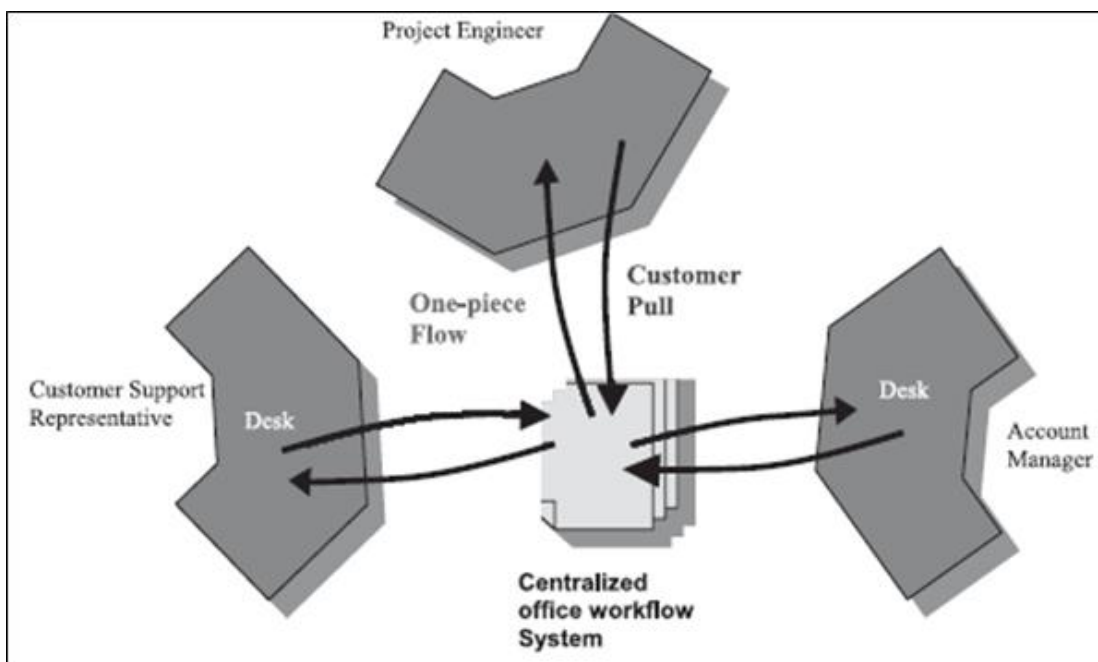 Project Engineer
One-piece
Flow
Customer
Pull
Customer Support
Representative
Desk
Desk
Account
Manager
Centralized
office workflow
System